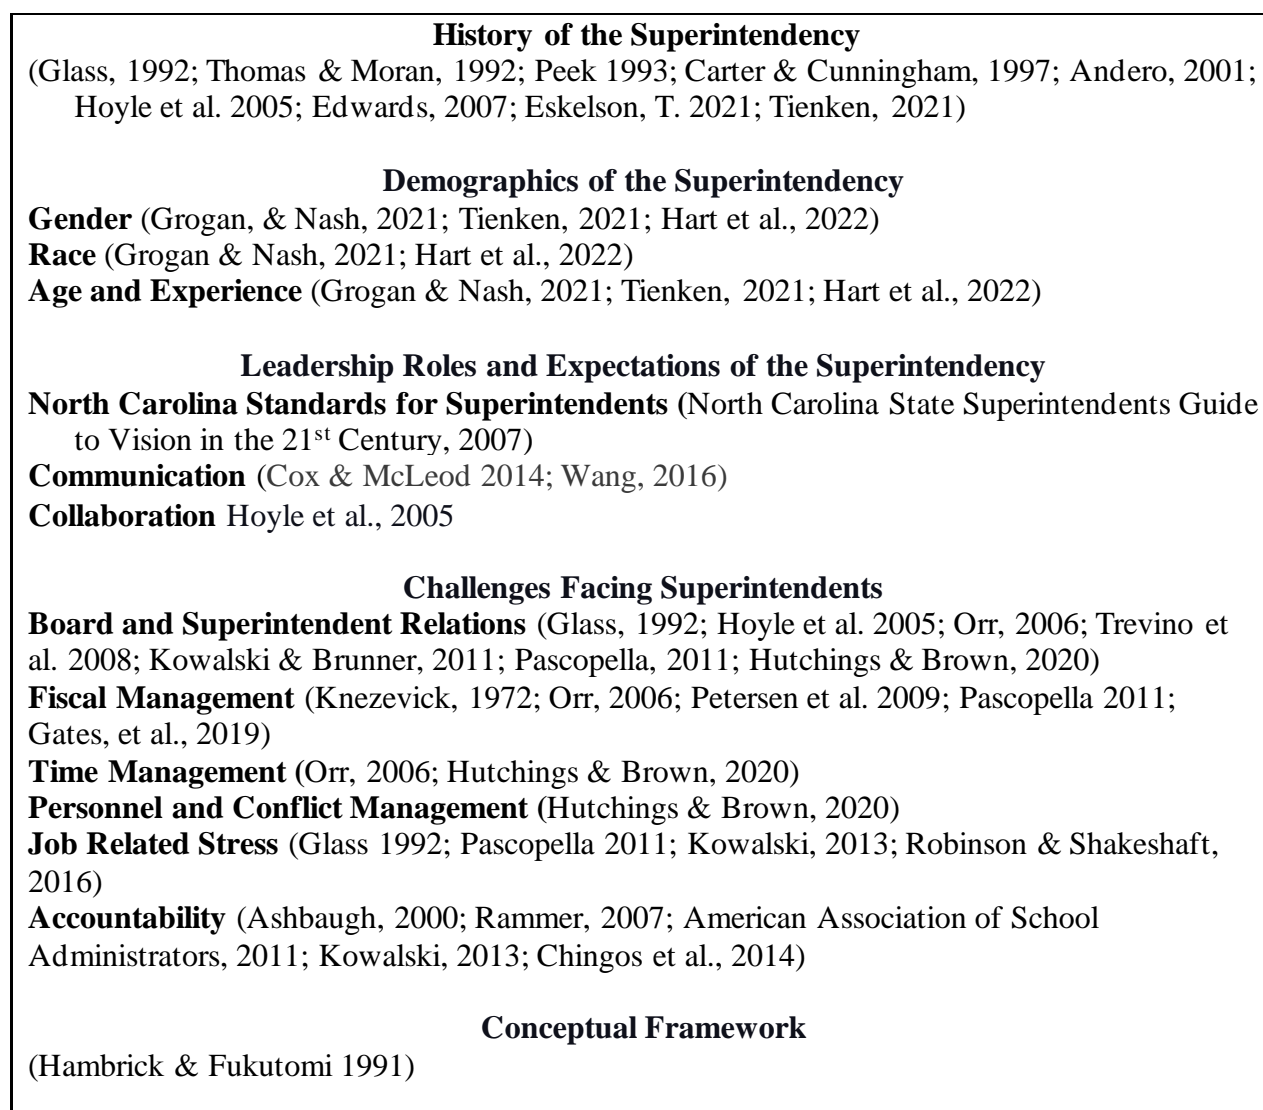 History of the Superintendency
(Glass, 1992; Thomas & Moran, 1992; Peek 1993; Carter & Cunningham, 1997; Andero, 2001;
Hoyle et al. 2005; Edwards, 2007; Eskelson, T. 2021; Tienken, 2021)
Demographics of the Superintendency
Gender (Grogan, & Nash, 2021; Tienken, 2021; Hart et al., 2022)
Race (Grogan & Nash, 2021; Hart et al., 2022)
Age and Experience (Grogan & Nash, 2021; Tienken, 2021; Hart et al., 2022)
Leadership Roles and Expectations of the Superintendency
North Carolina Standards for Superintendents (North Carolina State Superintendents Guide
to Vision in the 21st Century, 2007)
Communication (Cox & McLeod 2014; Wang, 2016)
Collaboration Hoyle et al., 2005
Challenges Facing Superintendents
Board and Superintendent Relations (Glass, 1992; Hoyle et al. 2005; Orr, 2006; Trevino et
al. 2008; Kowalski & Brunner, 2011; Pascopella, 2011; Hutchings & Brown, 2020)
Fiscal Management (Knezevick, 1972; Orr, 2006; Petersen et al. 2009; Pascopella 2011;
Gates, et al., 2019)
Time Management (Orr, 2006; Hutchings & Brown, 2020)
Personnel and Conflict Management (Hutchings & Brown, 2020)
Job Related Stress (Glass 1992; Pascopella 2011; Kowalski, 2013; Robinson & Shakeshaft,
2016)
Accountability (Ashbaugh, 2000; Rammer, 2007; American Association of School
Administrators, 2011; Kowalski, 2013; Chingos et al., 2014)
Conceptual Framework
(Hambrick & Fukutomi 1991)